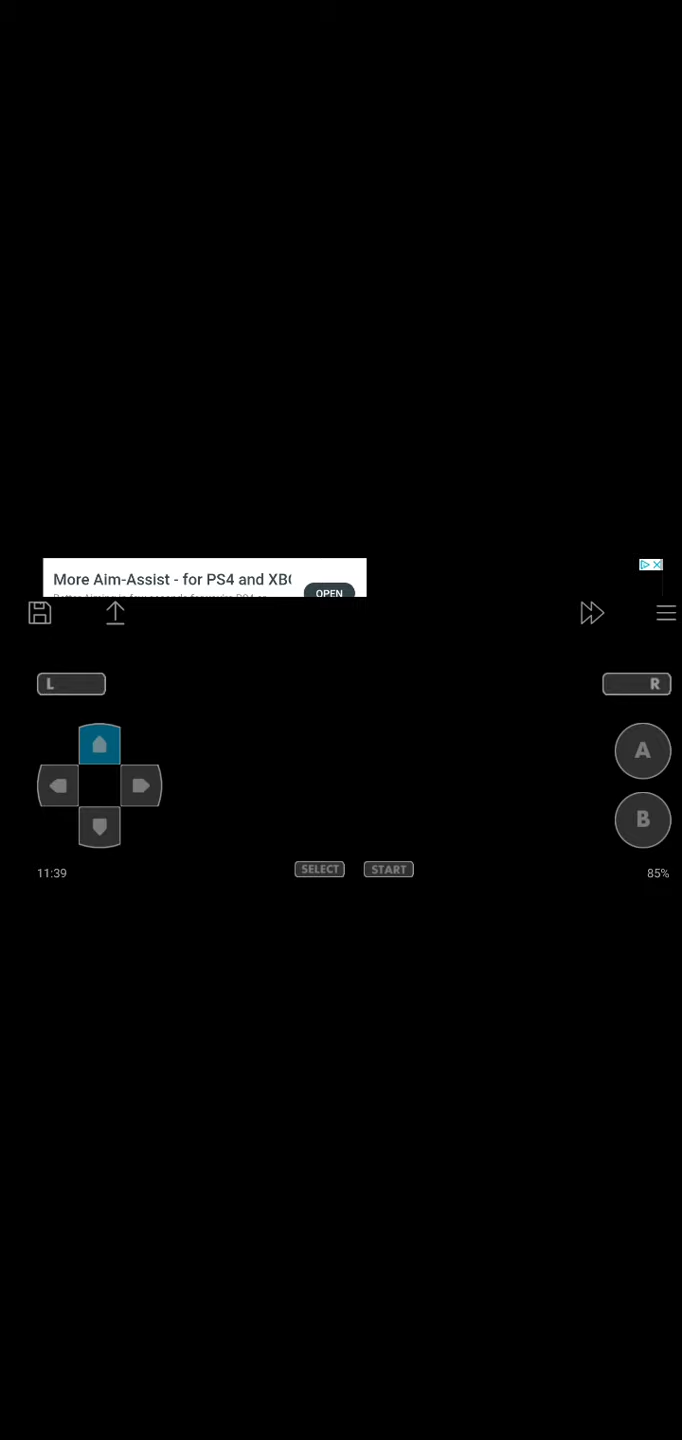 More Aim-Assist - for PS4 and XB
OPEN
L
R
A
B
SELECT
START
11:39
85%